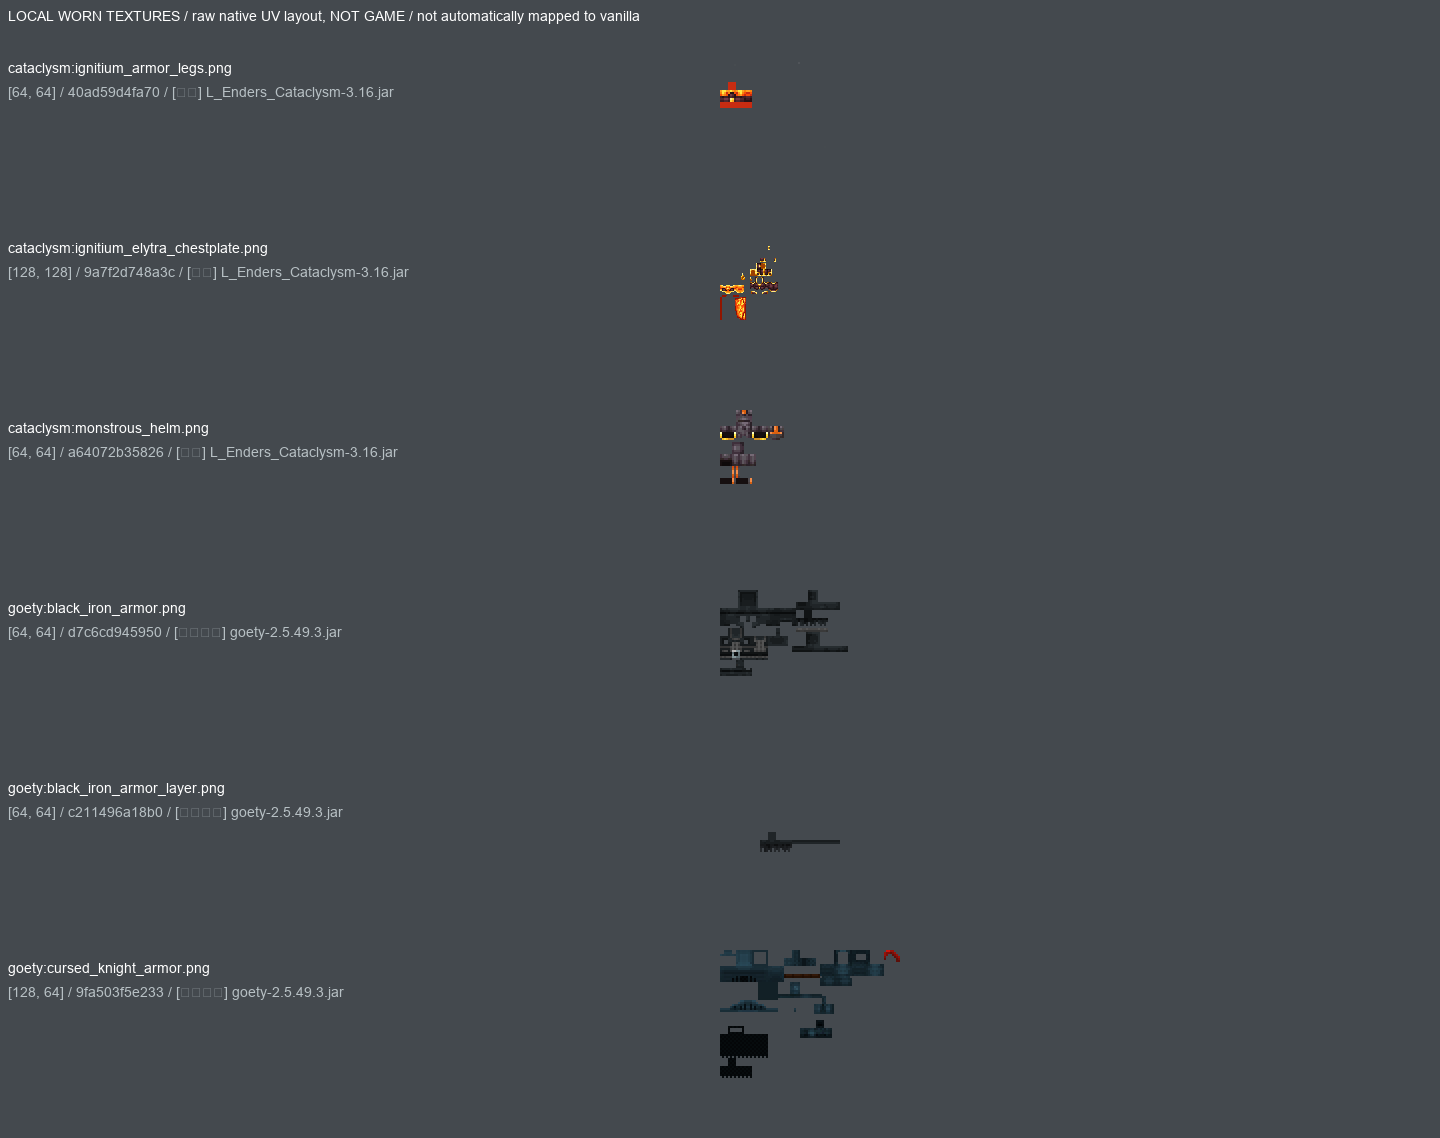 LOCAL WORN TEXTURES / raw native UV layout, NOT GAME / not automatically mapped to vanilla
cataclysm:ignitium_armor_legs.png
[64, 64] / 40ad59d4fa70 / [□□] L_Enders_Cataclysm-3.16.jar
cataclysm:ignitium_elytra_chestplate.png
[128, 128] / 9a7f2d748a3c / [□□] L_Enders_Cataclysm-3.16.jar
cataclysm:monstrous_helm.png
[64, 64] / a64072b35826 / [□□] L_Enders_Cataclysm-3.16.jar
goety:black_iron_armor.png
[64, 64] / d7c6cd945950 / [□□□□] goety-2.5.49.3.jar
goety:black_iron_armor_layer.png
[64, 64] / c211496a18b0 / [□□□□] goety-2.5.49.3.jar
goety:cursed_knight_armor.png
[128, 64] / 9fa503f5e233 / [□□□□] goety-2.5.49.3.jar